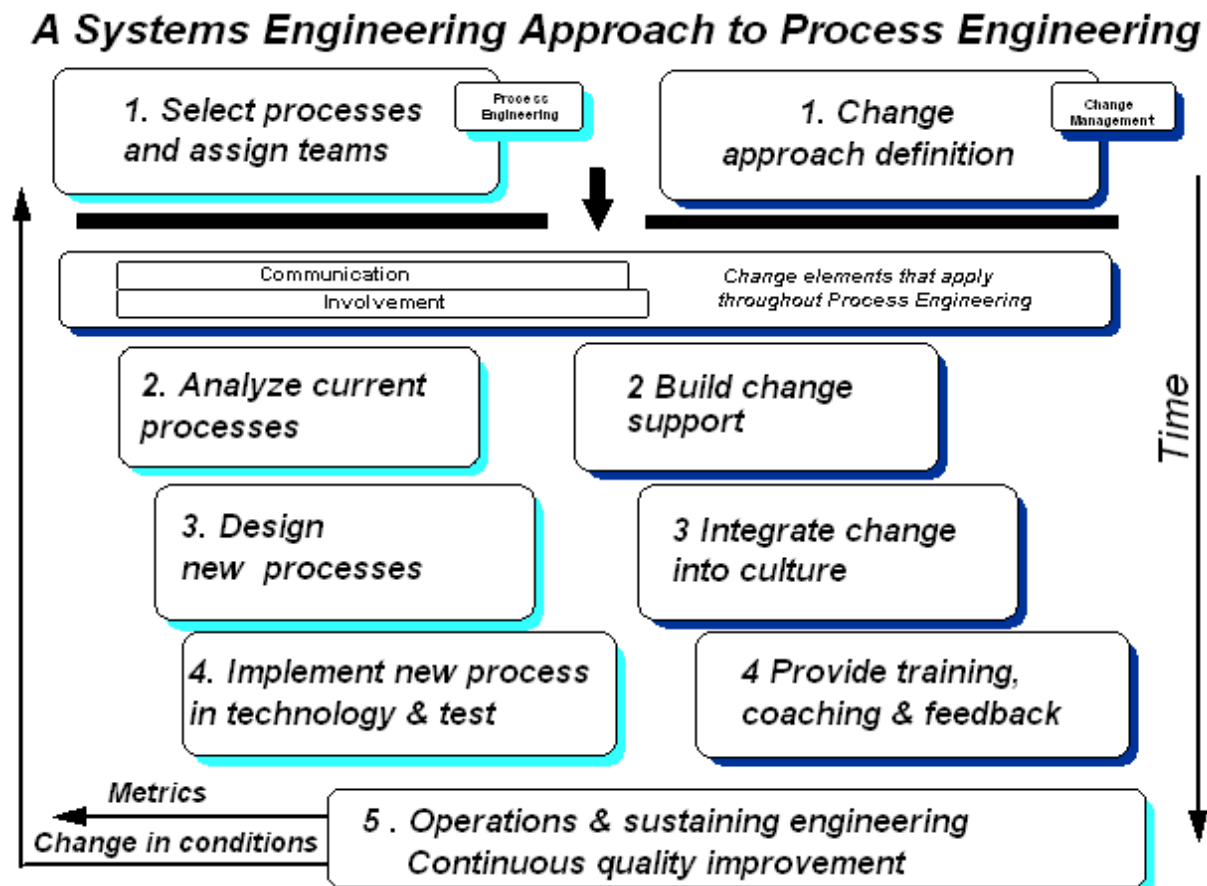 A Systems Engineering Approach to Process Engineering
1. Select processes
and assign teams
Process
Engineering
1. Change
approach definition
Change
Management
Communication
Involvement
Change elements that apply
throughout Process Engineering
2. Analyze current
processes
2 Build change
support
3. Design
new processes
3 Integrate change
into culture
4. Implement new process
in technology & test
4 Provide training,
coaching & feedback
Time
Metrics
Change in conditions
5 . Operations & sustaining engineering
Continuous quality improvement